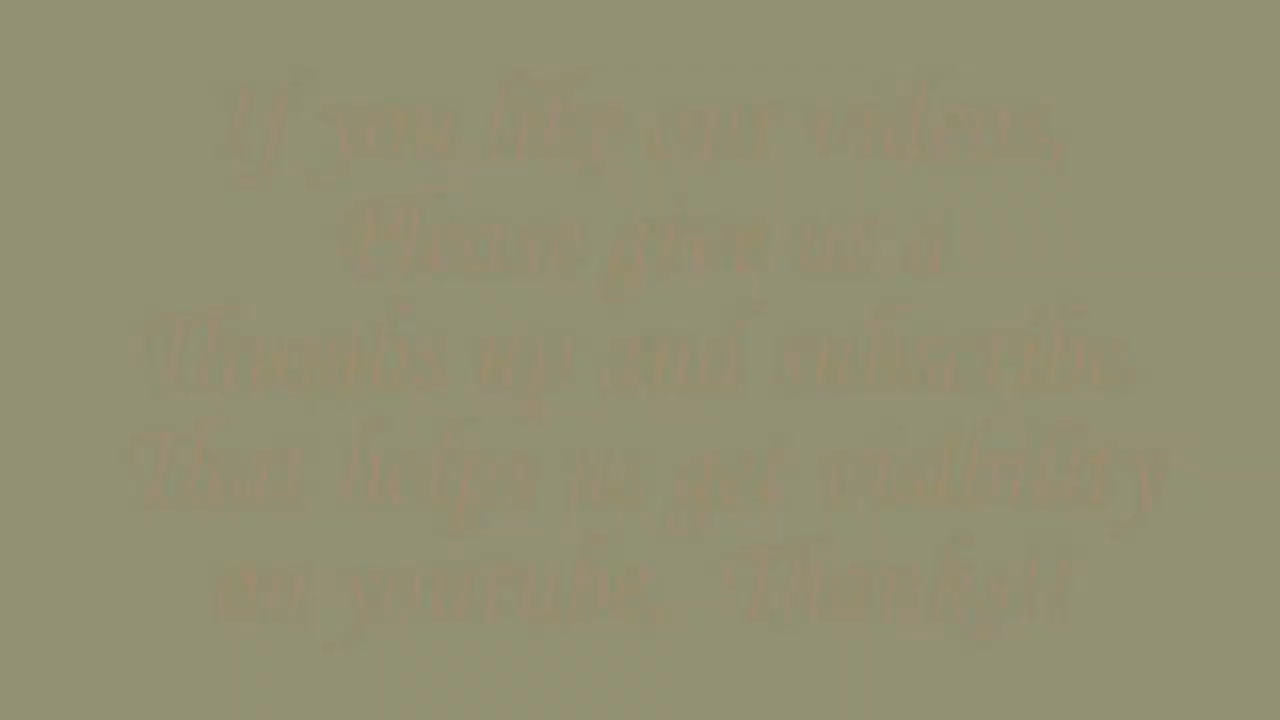 If you like our videos,
Please give us a
Thumbs up and subscribe.
That helps us get visibility
on youtube. Thanks!!